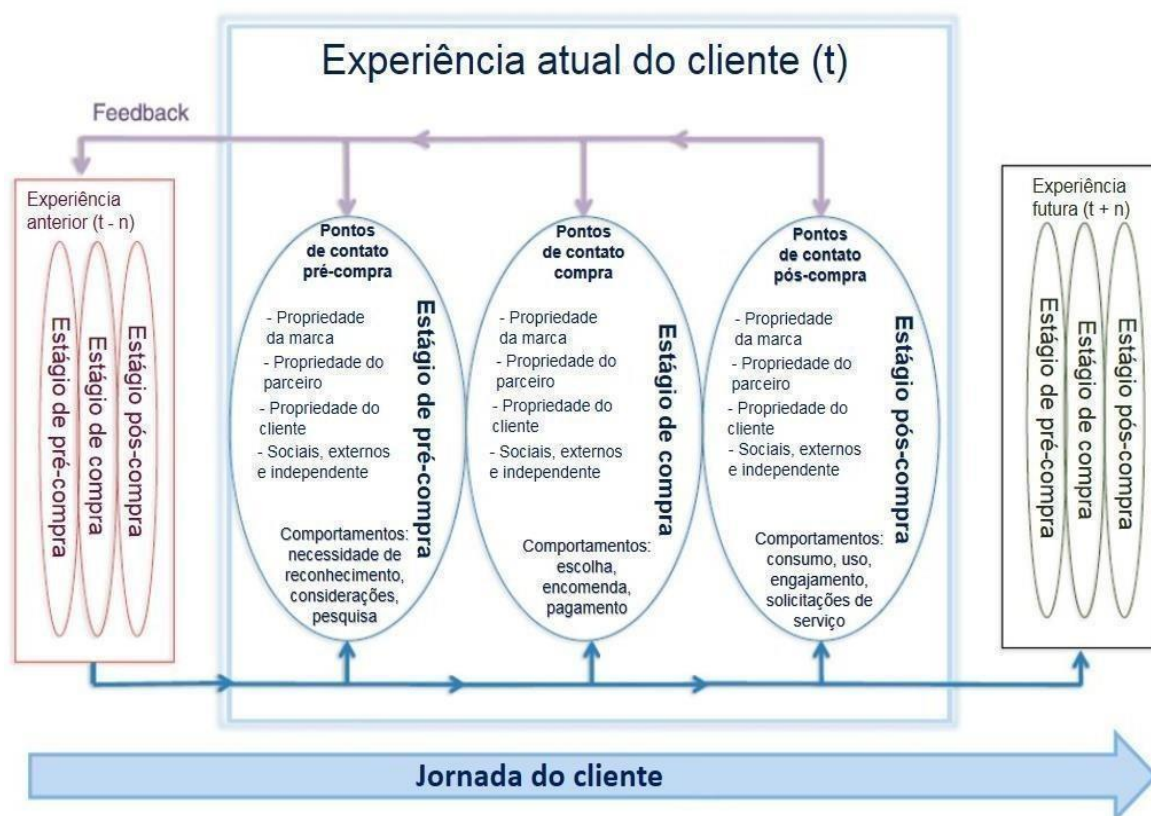 Experiência atual do cliente (t)
Feedback
Experiência
anterior (t - n)
Estágio de pré-compra
Estágio de compra
Estágio pós-compra
Pontos
de contato
pré-compra
- Propriedade
da marca
- Propriedade do
parceiro
- Propriedade do
cliente
- Sociais, externos
e independente
Comportamentos:
necessidade de
reconhecimento,
considerações,
pesquisa
Estágio de pré-compra
Pontos
de contato
compra
- Propriedade
da marca
- Propriedade do
parceiro
- Propriedade do
cliente
- Sociais, externos
e independente
Comportamentos:
escolha,
encomenda,
pagamento
Estágio de compra
Pontos
de contato
pós-compra
- Propriedade
da marca
- Propriedade do
parceiro
- Propriedade do
cliente
- Sociais, externos
e independente
Comportamentos:
consumo, uso,
engajamento,
solicitações de
serviço
Estágio pós-compra
Experiência
futura (t + n)
Estágio de pré-compra
Estágio de compra
Estágio pós-compra
Jornada do cliente